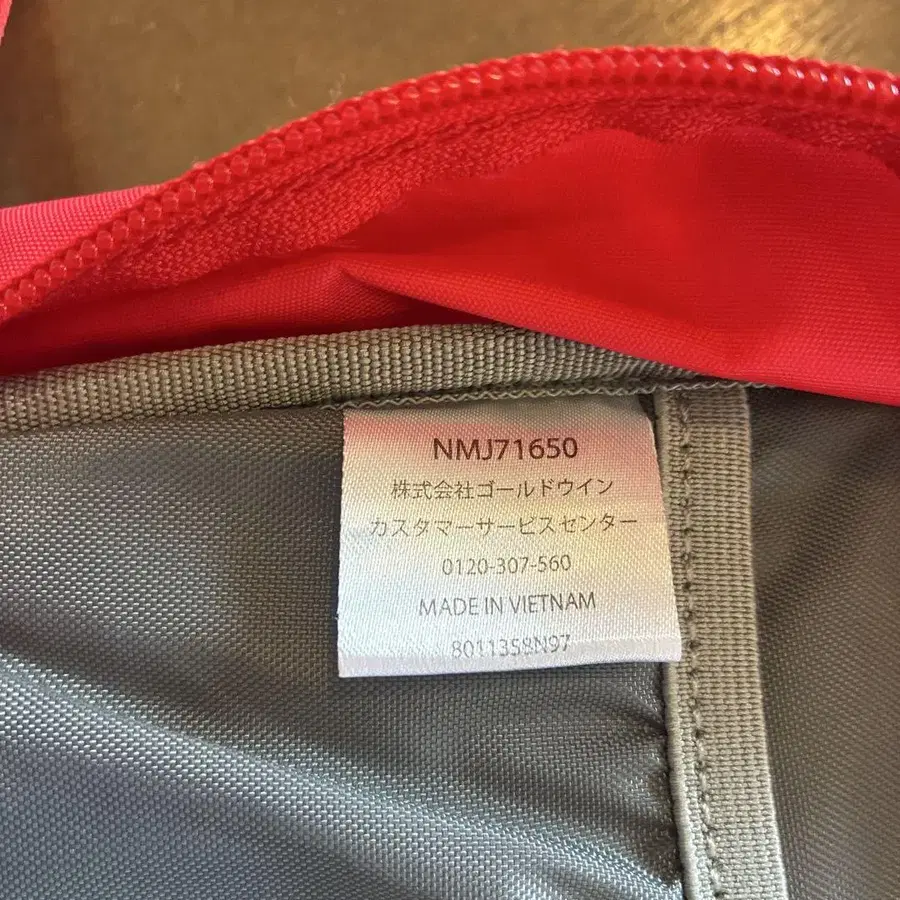 NMJ71650
株式会社ゴールドウイン
カスタマーサービスセンター
0120-307-560
MADE IN VIETNAM
8011358N97